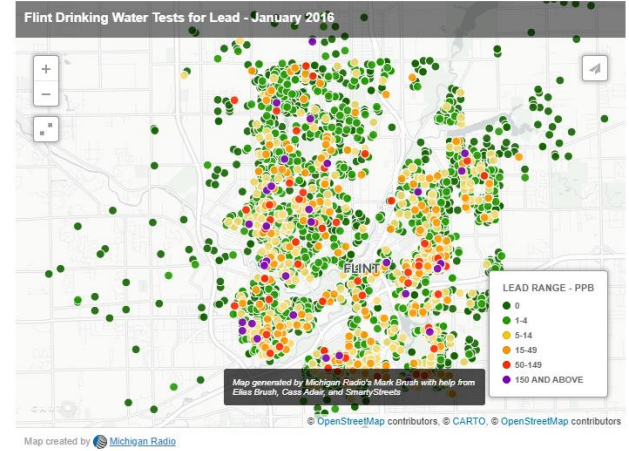 Flint Drinking Water Tests for Lead - January 2016
+
−
FLINT
LEAD RANGE - PPB
0
1-4
5-14
15-49
50-149
150 AND ABOVE
Map generated by Michigan Radio's Mark Brush with help from
Elias Brush, Cass Adair, and SmartyStreets
© OpenStreetMap contributors, © CARTO, © OpenStreetMap contributors
Map created by Michigan Radio